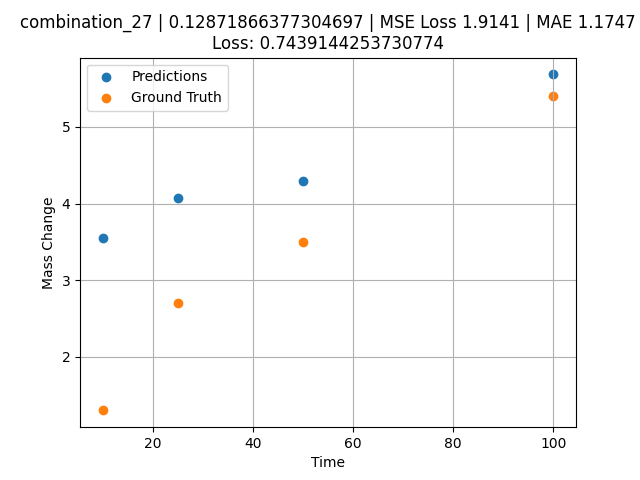 combination_27 | 0.12871866377304697 | MSE Loss 1.9141 | MAE 1.1747
Loss: 0.7439144253730774
Predictions
Ground Truth
5
4
3
2
Mass Change
20
40
60
80
100
Time